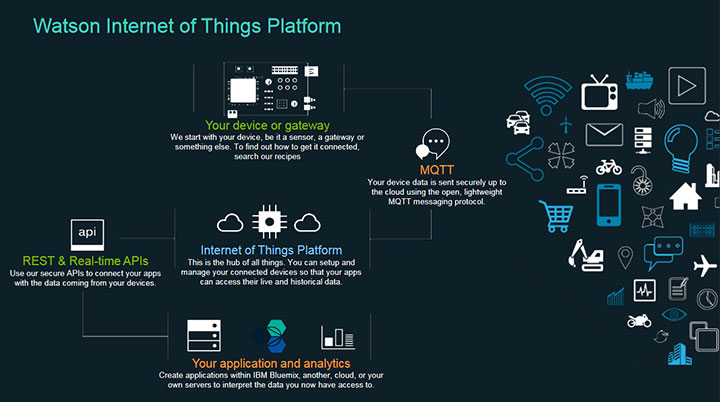 Watson Internet of Things Platform
Your device or gateway
We start with your device, be it a sensor, a gateway or
something else. To find out how to get it connected,
search our recipes
MQTT
Your device data is sent securely up to
the cloud using the open, lightweight
MQTT messaging protocol.
api
REST & Real-time APIs
Use our secure APIs to connect your apps
with the data coming from your devices.
Internet of Things Platform
This is the hub of all things. You can setup and
manage your connected devices so that your apps
can access their live and historical data.
Your application and analytics
Create applications within IBM Bluemix, another, cloud, or your
own servers to interpret the data you now have access to.